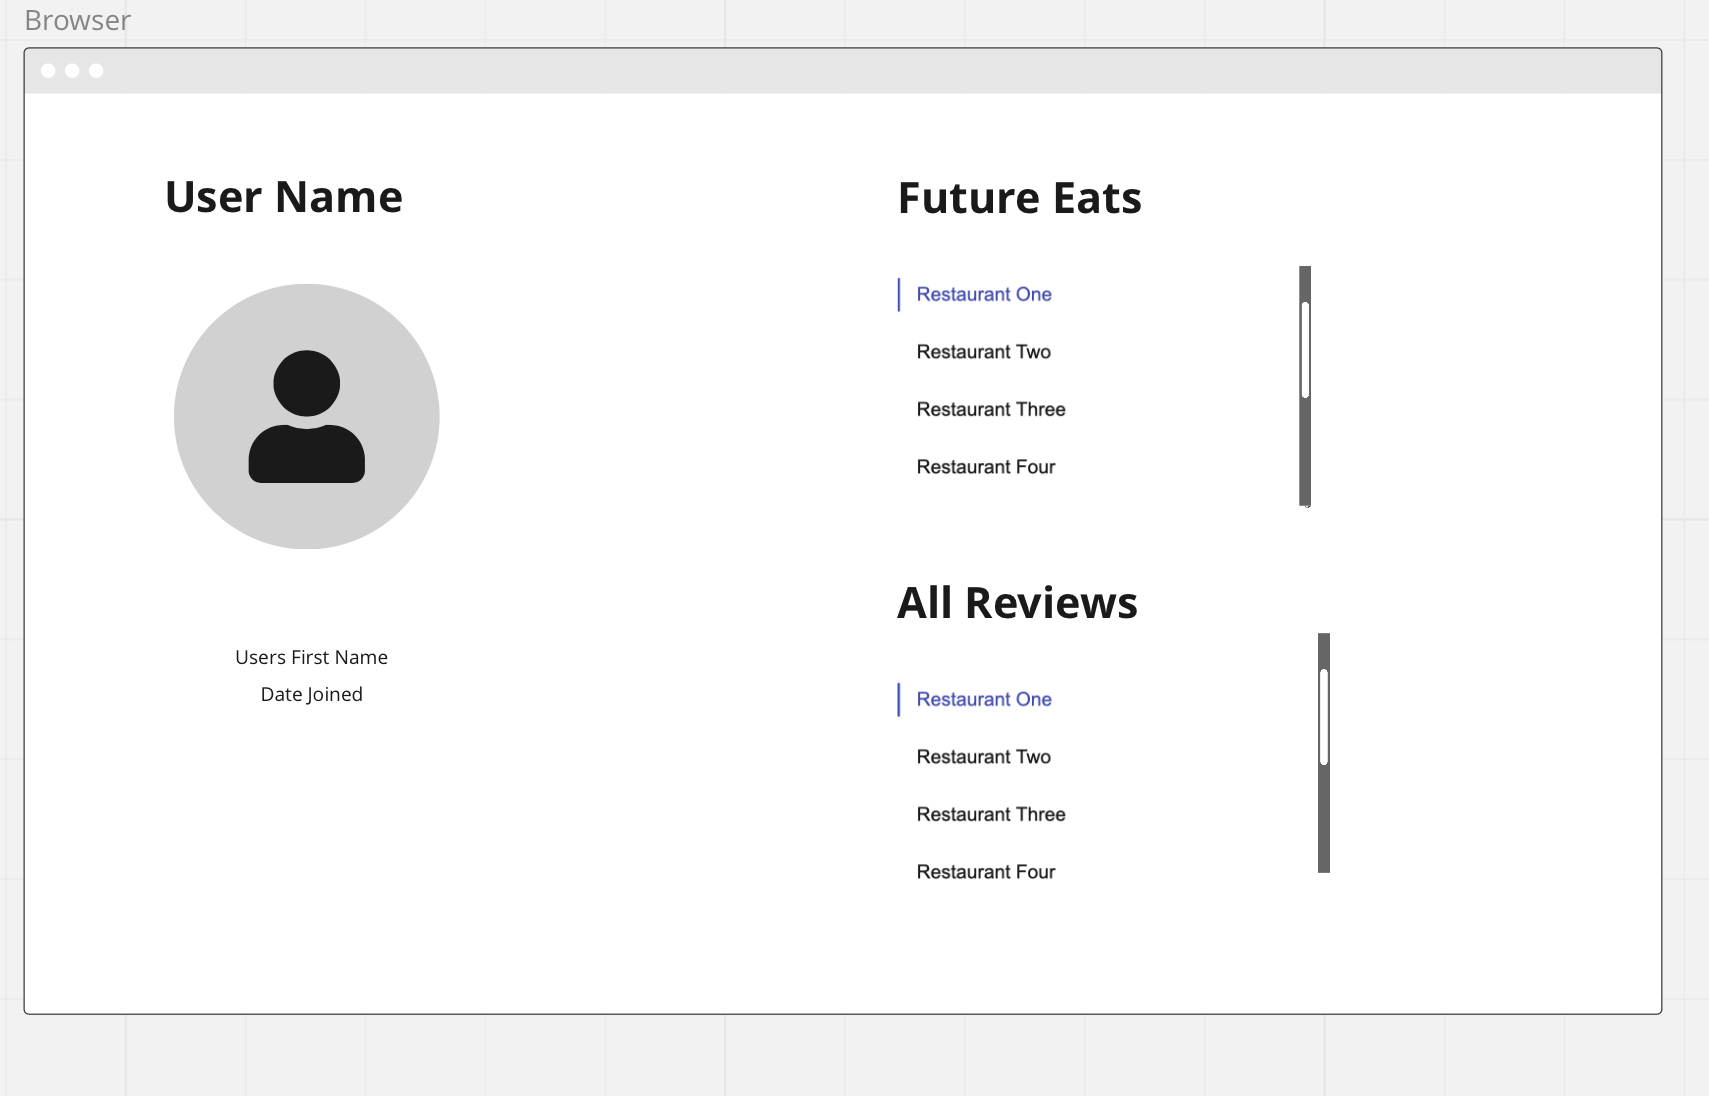 Browser
User Name
Users First Name
Date Joined
Future Eats
Restaurant One
Restaurant Two
Restaurant Three
Restaurant Four
All Reviews
Restaurant One
Restaurant Two
Restaurant Three
Restaurant Four